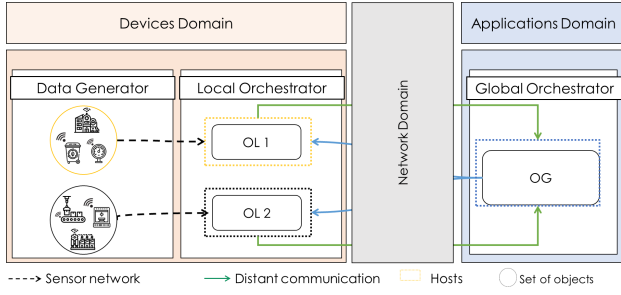 Devices Domain
Applications Domain
Data Generator
Local Orchestrator
Global Orchestrator
Network Domain
OL 1
OG
OL 2
Sensor network
Distant communication
Hosts
Set of objects